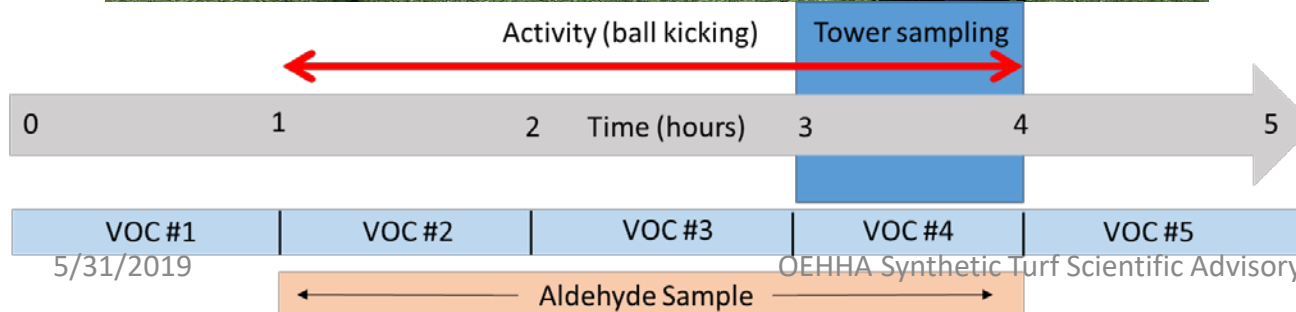 Activity (ball kicking) Tower sampling
0 1 2 Time (hours) 3 4 5
VOC #1 VOC #2 VOC #3 VOC #4 VOC #5
5/31/2019 OEHHA Synthetic Turf Scientific Advisory
Aldehyde Sample